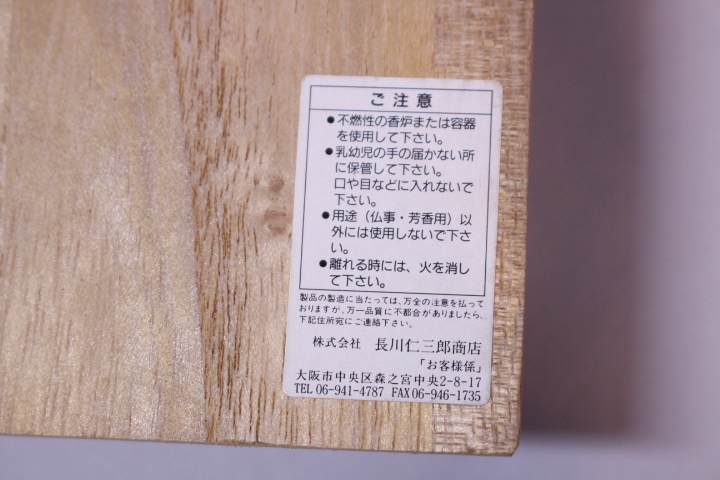 ご注意
●不燃性の香炉または容器
を使用して下さい。
●乳幼児の手の届かない所
に保管して下さい。
口や目などに入れないで
下さい。
●用途（仏事・芳香用）以
外には使用しないで下さ
い。
●離れる時には、火を消し
て下さい。
製品の製造に当たっては、万全の注意を払って
おりますが、万一品質に不都合がありましたら、
下記住所宛にご連絡下さい。
株式会社 長川仁三郎商店
「お客様係」
大阪市中央区森之宮中央2-8-17
TEL 06-941-4787 FAX 06-946-1735